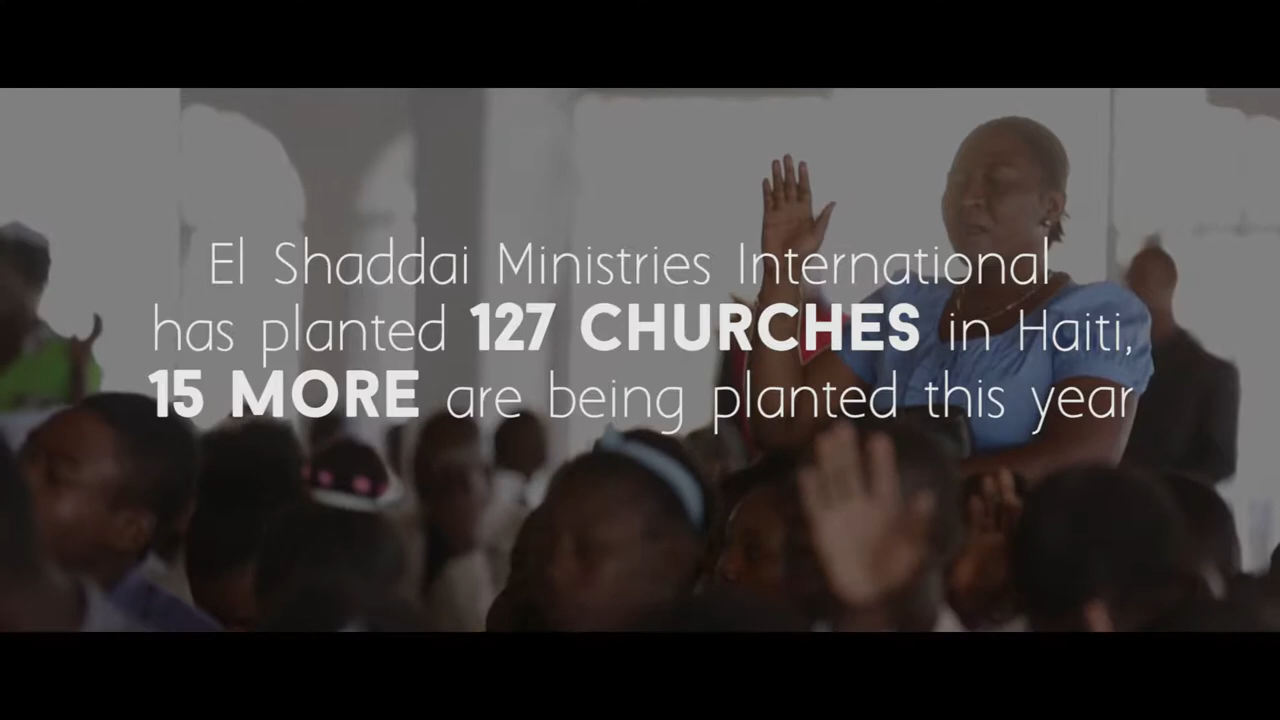 El Shaddai Ministries International
has planted 127 CHURCHES in Haiti,
15 MORE are being planted this year